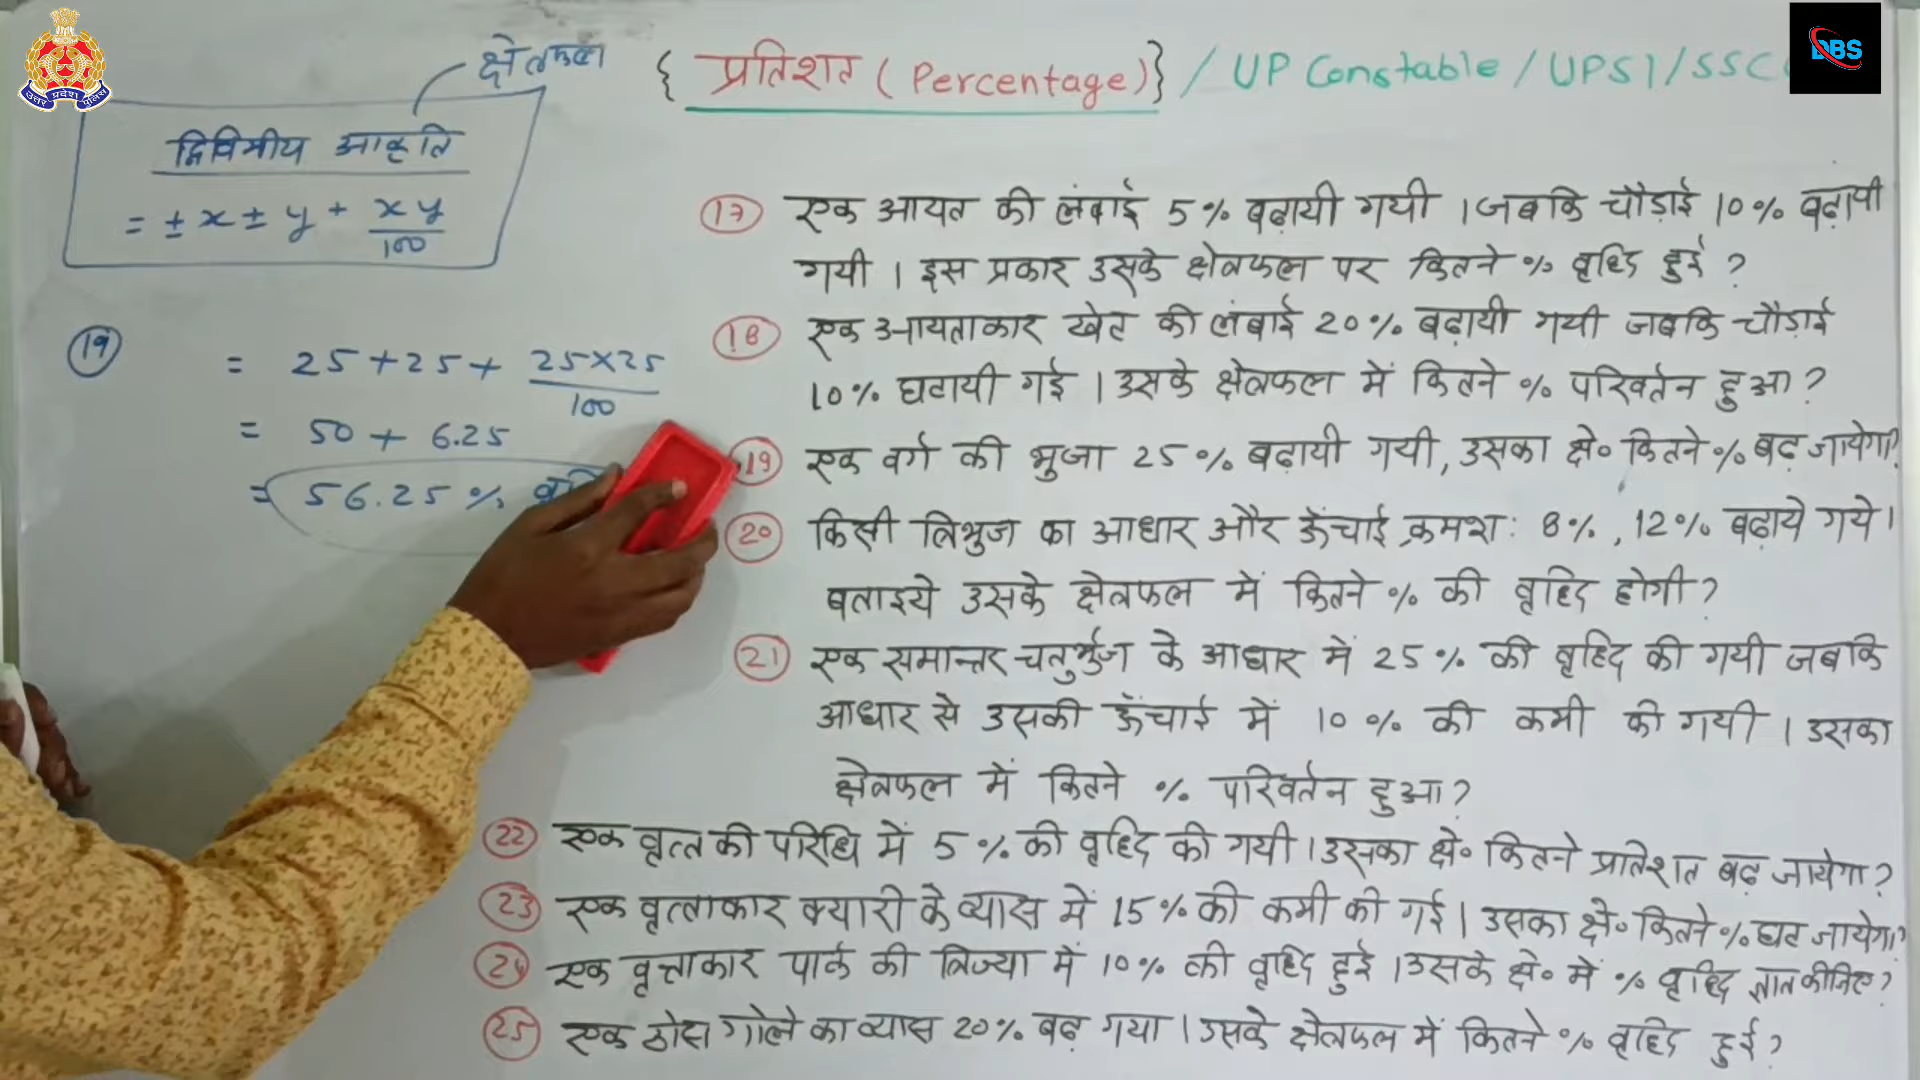 उत्तर प्रदेश पुलिस
DBS
क्षेत्रफल
{ प्रतिशत ( Percentage ) } / UP Constable / UPSI / SSC
द्विविमीय आकृति
= ± x ± y + xy/100
(17) एक आयत की लंबाई 5% बढ़ायी गयी । जबकि चौड़ाई 10% बढ़ायी
गयी । इस प्रकार उसके क्षेत्रफल पर कितने % वृद्धि हुई ?
(18) एक आयताकार खेत की लंबाई 20% बढ़ायी गयी जबकि चौड़ाई
10% घटायी गई । उसके क्षेत्रफल में कितने % परिवर्तन हुआ ?
(19) एक वर्ग की भुजा 25% बढ़ायी गयी, उसका क्षे० कितने % बढ़ जायेगा?
(20) किसी त्रिभुज का आधार और ऊँचाई क्रमश: 8%, 12% बढ़ाये गये ।
बताइये उसके क्षेत्रफल में कितने % की वृद्धि होगी ?
(21) एक समान्तर चतुर्भुज के आधार में 25% की वृद्धि की गयी जबकि
आधार से उसकी ऊँचाई में 10% की कमी की गयी । उसका
क्षेत्रफल में कितने % परिवर्तन हुआ ?
(22) एक वृत्त की परिधि में 5% की वृद्धि की गयी । उसका क्षे० कितने प्रतिशत बढ़ जायेगा ?
(23) एक वृत्ताकार क्यारी के व्यास में 15% की कमी की गई । उसका क्षे० कितने % घट जायेगा?
(24) एक वृत्ताकार पार्क की त्रिज्या में 10% की वृद्धि हुई । उसके क्षे० में % वृद्धि ज्ञात कीजिए ?
(25) एक ठोस गोले का व्यास 20% बढ़ गया । उसके क्षेत्रफल में कितने % वृद्धि हुई ?
(19) = 25 + 25 + 25×25/100
= 50 + 6.25
= 56.25 %